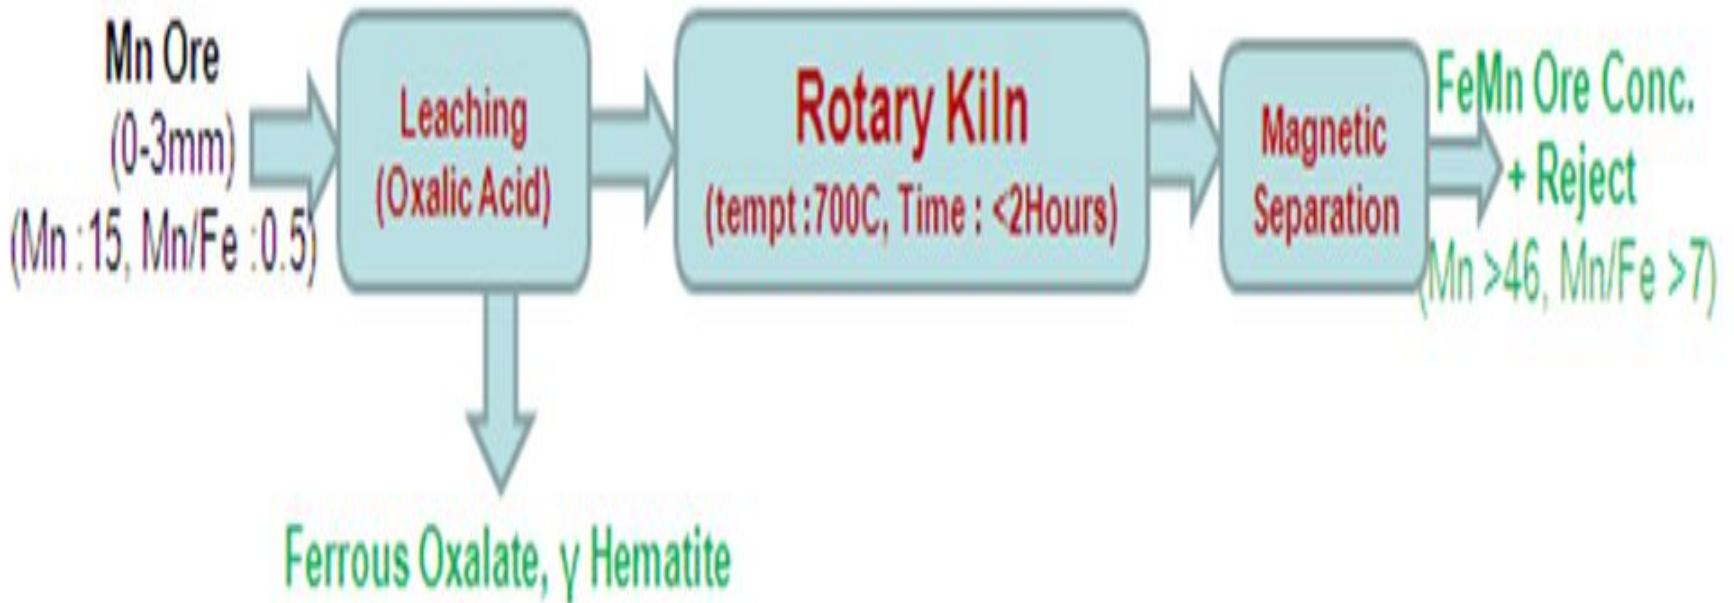 Mn Ore
(0-3mm)
(Mn :15, Mn/Fe :0.5)
Leaching
(Oxalic Acid)
Rotary Kiln
(tempt :700C, Time : <2Hours)
Magnetic
Separation
FeMn Ore Conc.
+ Reject
(Mn >46, Mn/Fe >7)
Ferrous Oxalate, γ Hematite